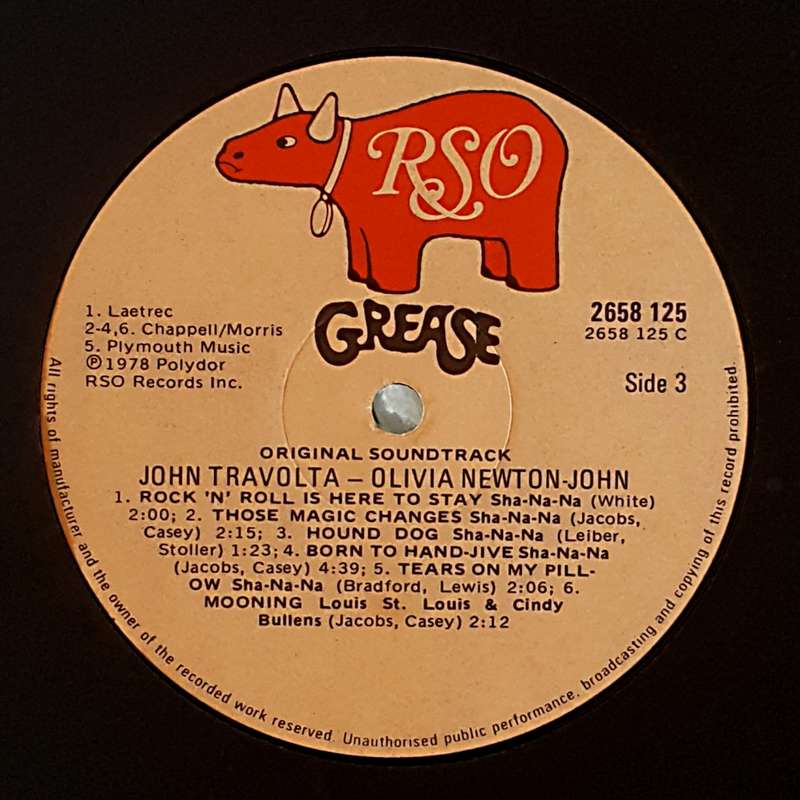 RSO
GREASE
1. Laetrec
2-4,6. Chappell/Morris
5. Plymouth Music
Ⓟ1978 Polydor
RSO Records Inc.
2658 125
2658 125 C
Side 3
ORIGINAL SOUNDTRACK
JOHN TRAVOLTA – OLIVIA NEWTON-JOHN
1. ROCK 'N' ROLL IS HERE TO STAY Sha-Na-Na (White)
2:00; 2. THOSE MAGIC CHANGES Sha-Na-Na (Jacobs,
Casey) 2:15; 3. HOUND DOG Sha-Na-Na (Leiber,
Stoller) 1:23; 4. BORN TO HAND-JIVE Sha-Na-Na
(Jacobs, Casey) 4:39; 5. TEARS ON MY PILL-
OW Sha-Na-Na (Bradford, Lewis) 2:06; 6.
MOONING Louis St. Louis & Cindy
Bullens (Jacobs, Casey) 2:12
All rights of manufacturer and the owner of the recorded work reserved. Unauthorised public performance, broadcasting and copying of this record prohibited.